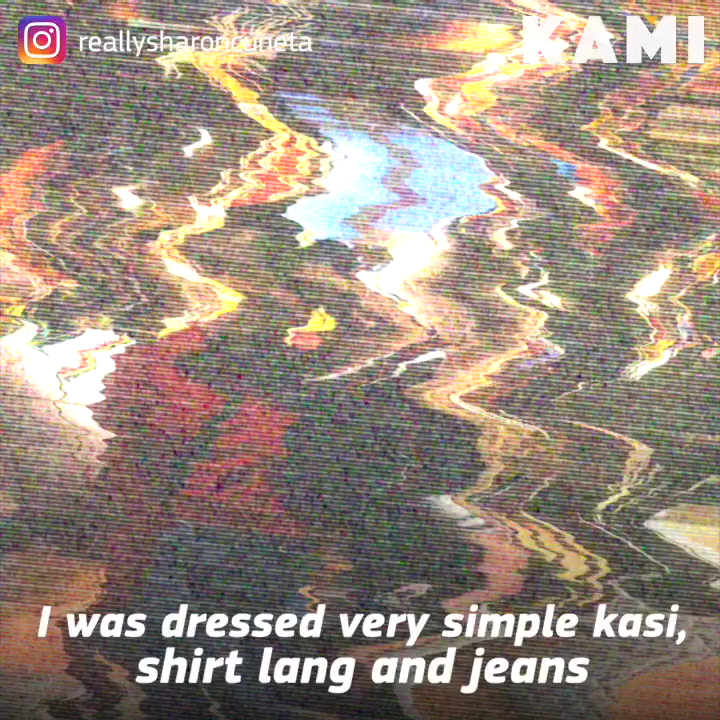 reallysharoncuneta
KAMI
I was dressed very simple kasi,
shirt lang and jeans